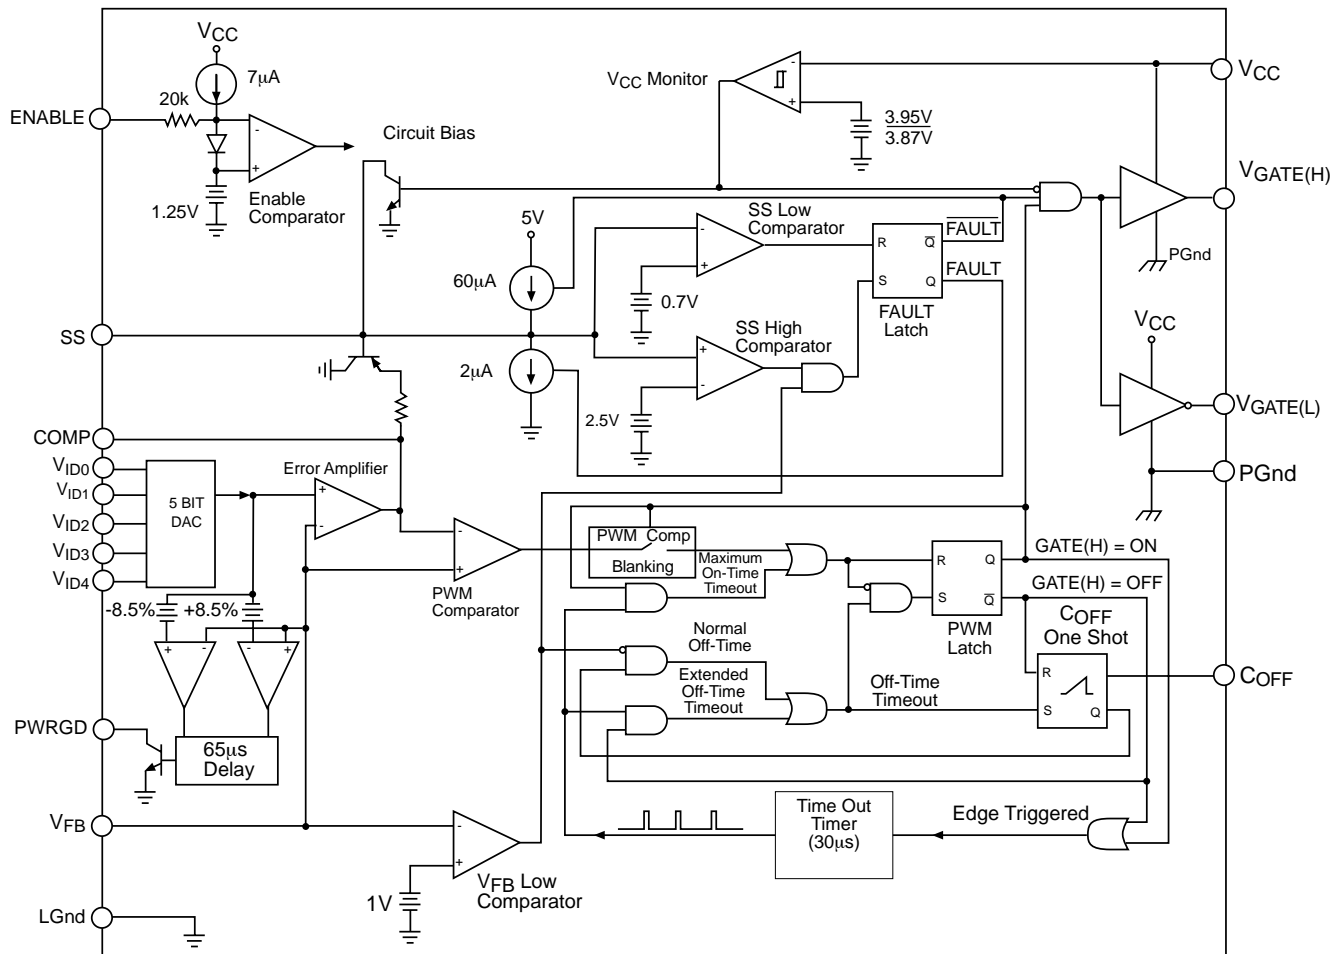 VCC
7µA
20k
ENABLE
-
+
Enable
Comparator
1.25V
Circuit Bias
VCC Monitor
-
+
3.95V
3.87V
VCC
VGATE(H)
PGnd
5V
60µA
SS Low
Comparator
-
+
0.7V
R
Q
S
Q
FAULT
FAULT
FAULT
Latch
SS
2µA
SS High
Comparator
+
-
2.5V
VCC
VGATE(L)
PGnd
COMP
VID0
VID1
VID2
VID3
VID4
5 BIT
DAC
Error Amplifier
+
-
-8.5%
+8.5%
+
-
-
+
-
+
PWM
Comparator
PWM Comp
Blanking
Maximum
On-Time
Timeout
R
Q
S
Q
PWM
Latch
GATE(H) = ON
GATE(H) = OFF
COFF
One Shot
R
S
Q
COFF
Normal
Off-Time
Extended
Off-Time
Timeout
Off-Time
Timeout
PWRGD
65µs
Delay
VFB
-
+
1V
VFB Low
Comparator
Time Out
Timer
(30µs)
Edge Triggered
LGnd